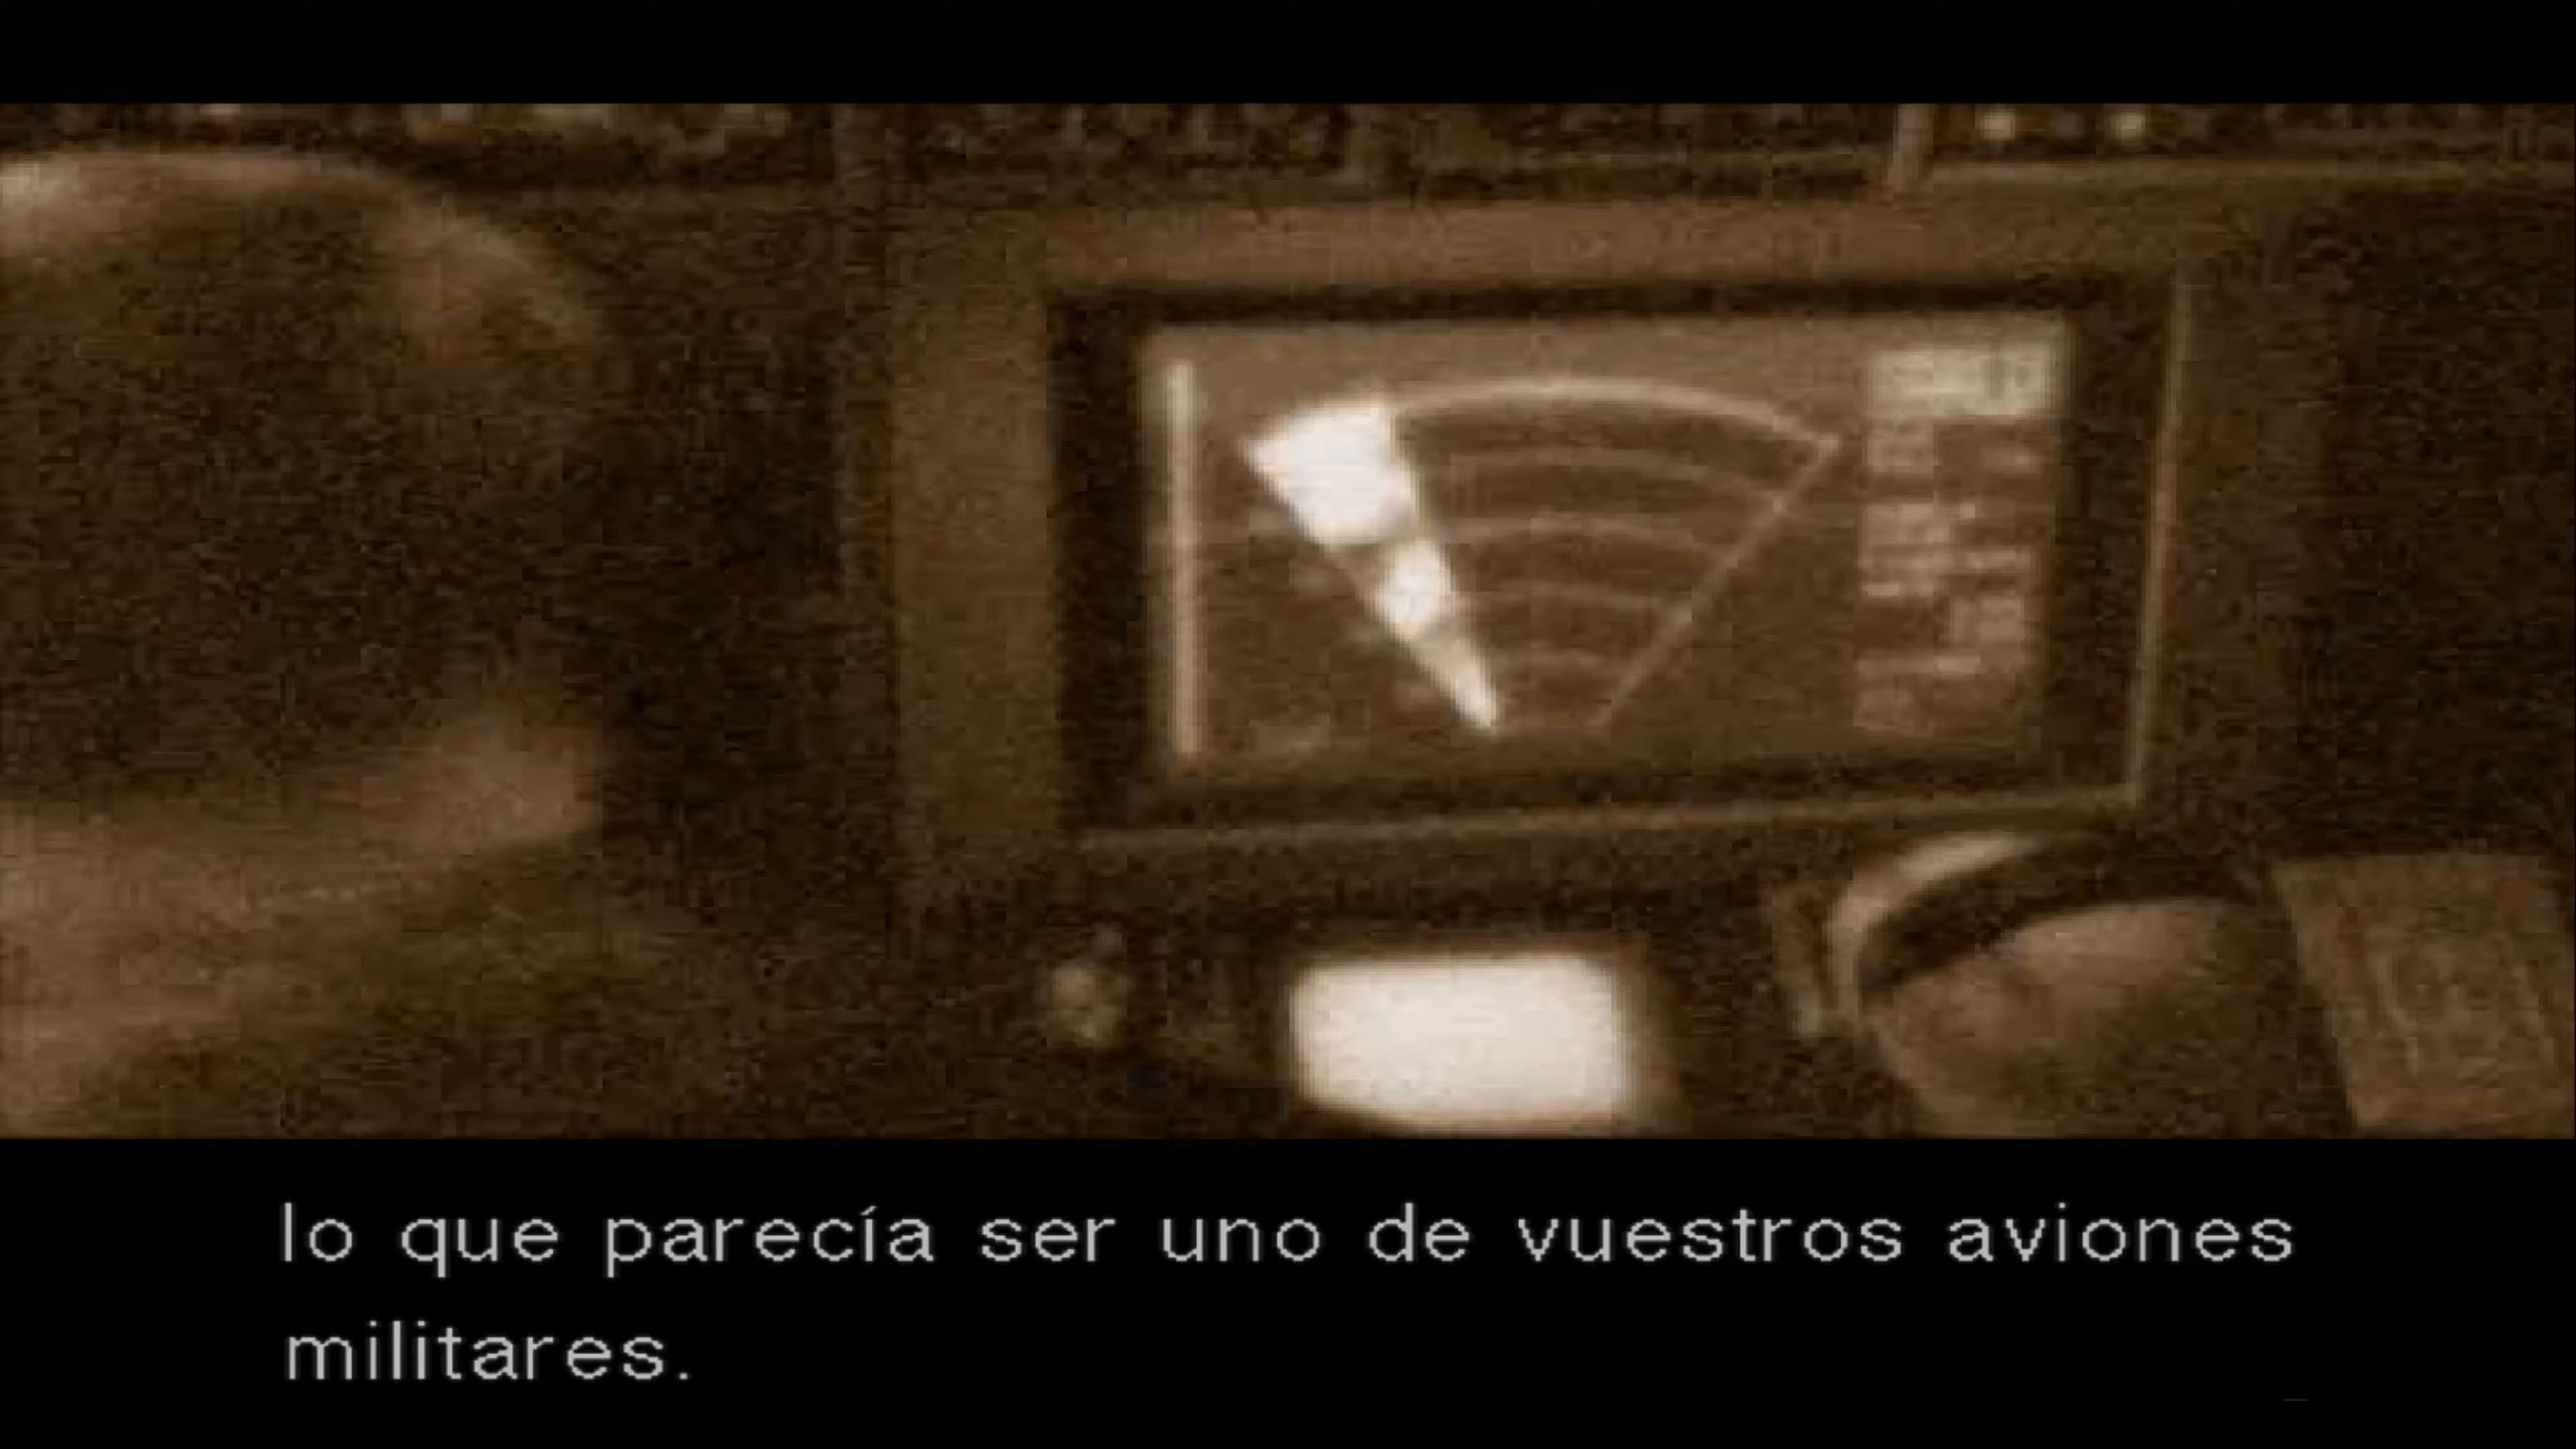 lo que parecía ser uno de vuestros aviones
militares.